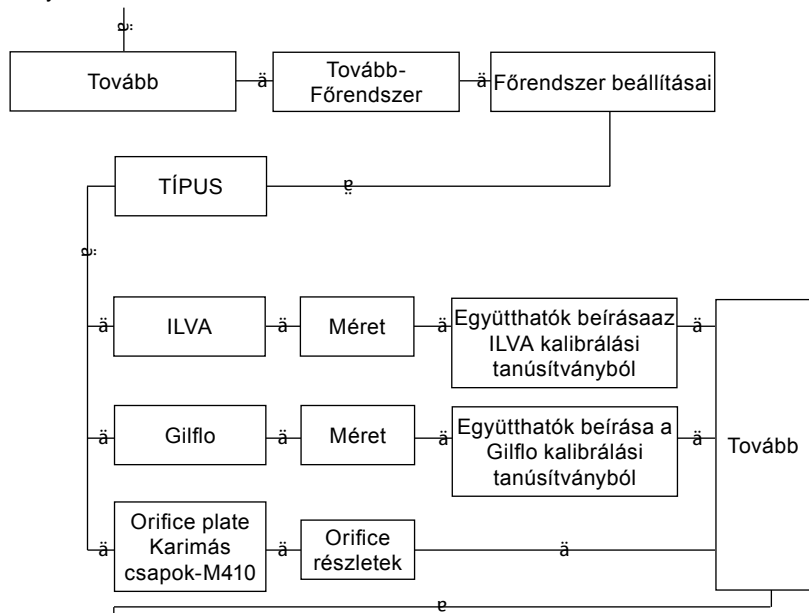 ä
Tovább
ä
Tovább-
Főrendszer
ä
Főrendszer beállításai
TÍPUS
ä
ä
ä
ILVA
ä
Méret
ä
Együtthatók beírásaaz
ILVA kalibrálási
tanúsítványból
ä
ä
Gilflo
ä
Méret
ä
Együtthatók beírása a
Gilflo kalibrálási
tanúsítványból
ä
Tovább
ä
Orifice plate
Karimás
csapok-M410
ä
Orifice
részletek
ä